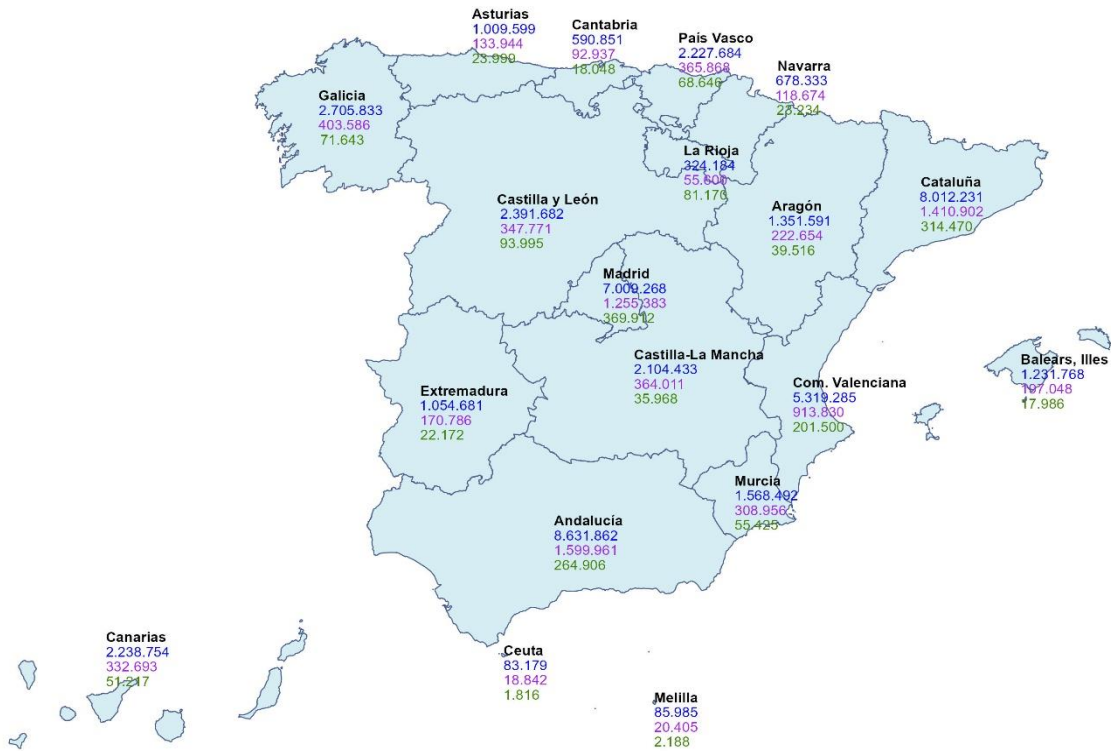 Asturias
1.009.599
133.944
23.999
Cantabria
590.851
92.937
18.048
País Vasco
2.227.684
365.868
68.646
Navarra
678.333
118.674
23.234
Galicia
2.705.833
403.586
71.643
La Rioja
324.184
81.170
Castilla y León
2.391.682
347.771
93.995
Aragón
1.351.591
222.654
39.516
Cataluña
8.012.231
1.410.902
314.470
Madrid
7.009.268
1.255.383
369.912
Castilla-La Mancha
2.104.433
364.011
35.968
Balears, Illes
1.231.768
197.048
17.986
Extremadura
1.054.681
170.786
22.172
Com. Valenciana
5.319.285
913.830
201.500
Murcia
1.568.492
308.956
55.425
Andalucía
8.631.862
1.599.961
264.906
Canarias
2.238.754
332.693
51.217
Ceuta
83.179
18.842
1.816
Melilla
85.985
20.405
2.188